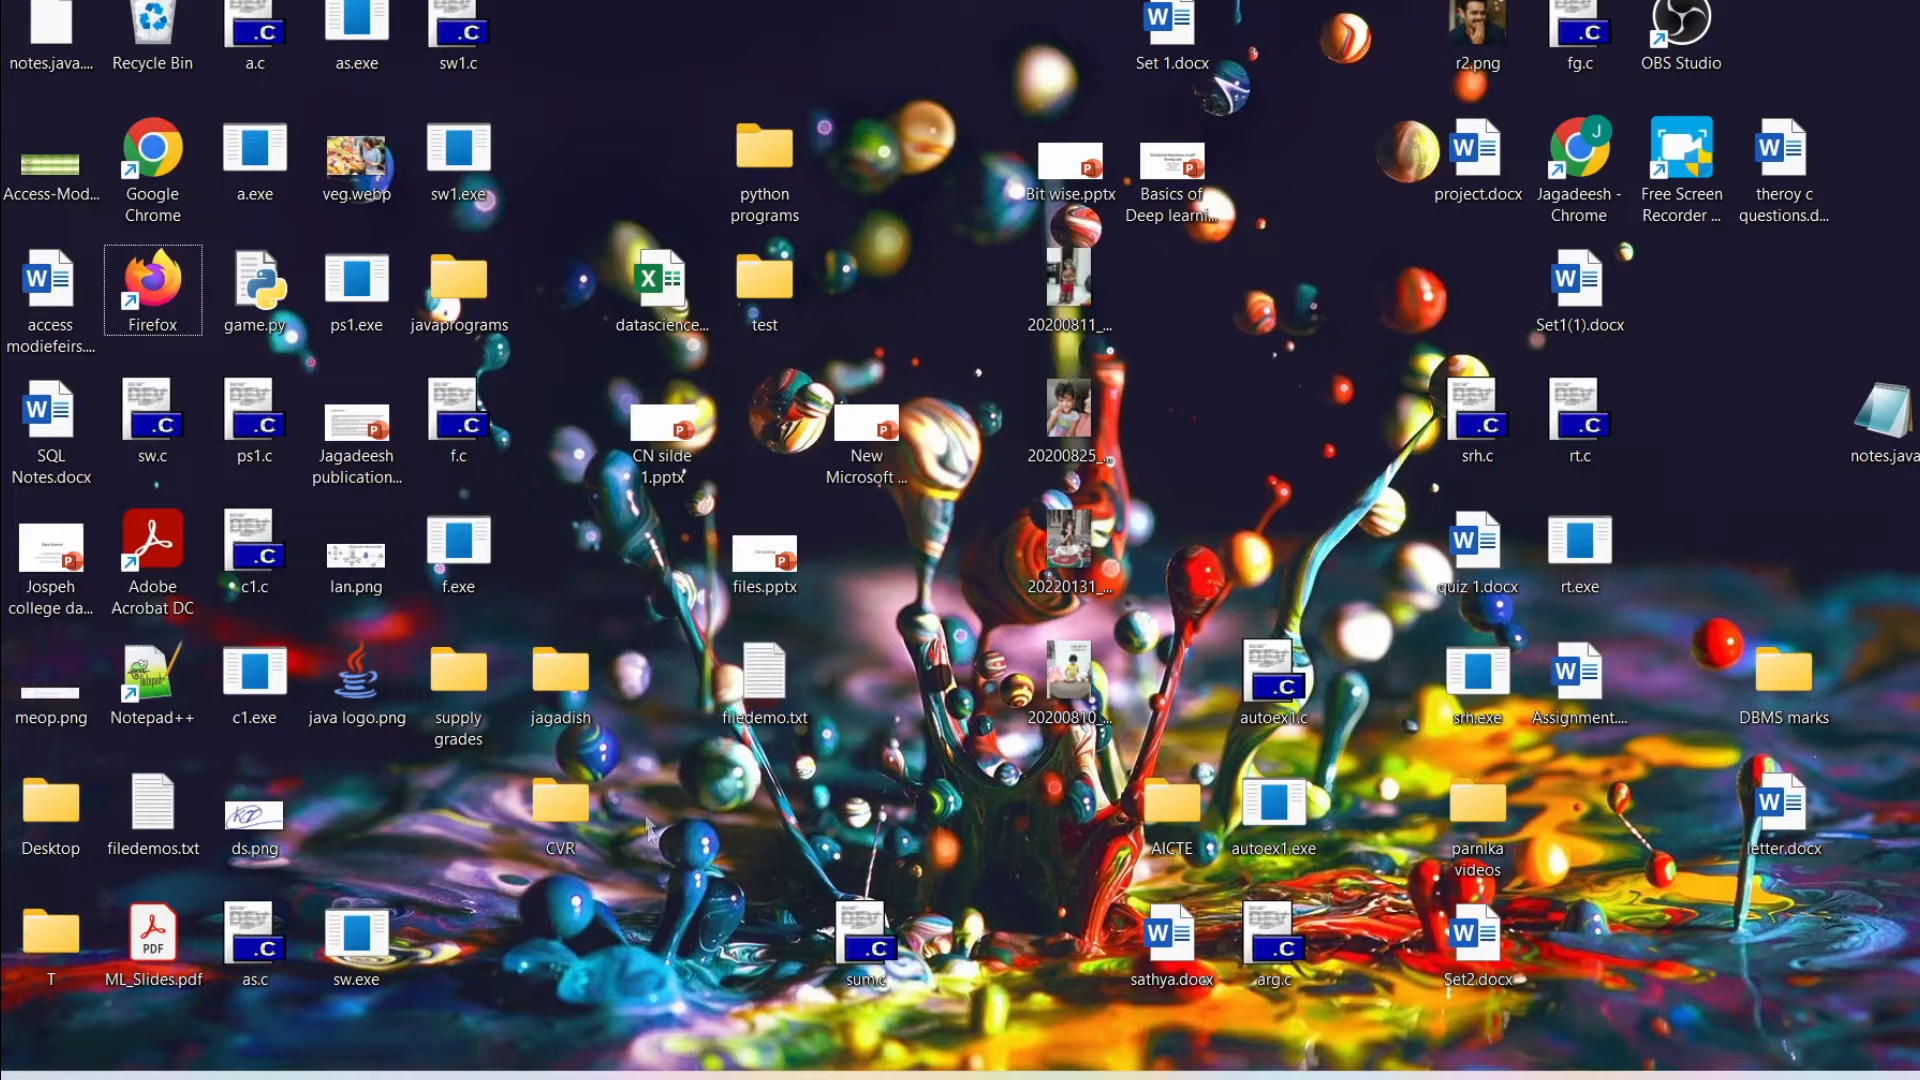 notes.java....
Recycle Bin
a.c
as.exe
sw1.c
Set 1.docx
r2.png
fg.c
OBS Studio
Access-Mod...
Google
Chrome
a.exe
veg.webp
sw1.exe
python
programs
Bit wise.pptx
Basics of
Deep learni...
project.docx
Jagadeesh -
Chrome
Free Screen
Recorder ...
theroy c
questions.d...
access
modiefeirs....
Firefox
game.py
ps1.exe
javaprograms
datascience...
test
20200811_...
Set1(1).docx
SQL
Notes.docx
sw.c
ps1.c
Jagadeesh
publication...
f.c
CN silde
1.pptx
New
Microsoft ...
20200825_...
srh.c
rt.c
notes.java
Jospeh
college da...
Adobe
Acrobat DC
c1.c
lan.png
f.exe
files.pptx
20220131_...
quiz 1.docx
rt.exe
meop.png
Notepad++
c1.exe
java logo.png
supply
grades
jagadish
filedemo.txt
20200810_...
autoex1.c
srh.exe
Assignment....
DBMS marks
Desktop
filedemos.txt
ds.png
CVR
AICTE
autoex1.exe
parnika
videos
letter.docx
T
ML_Slides.pdf
as.c
sw.exe
sum.c
sathya.docx
arg.c
Set2.docx